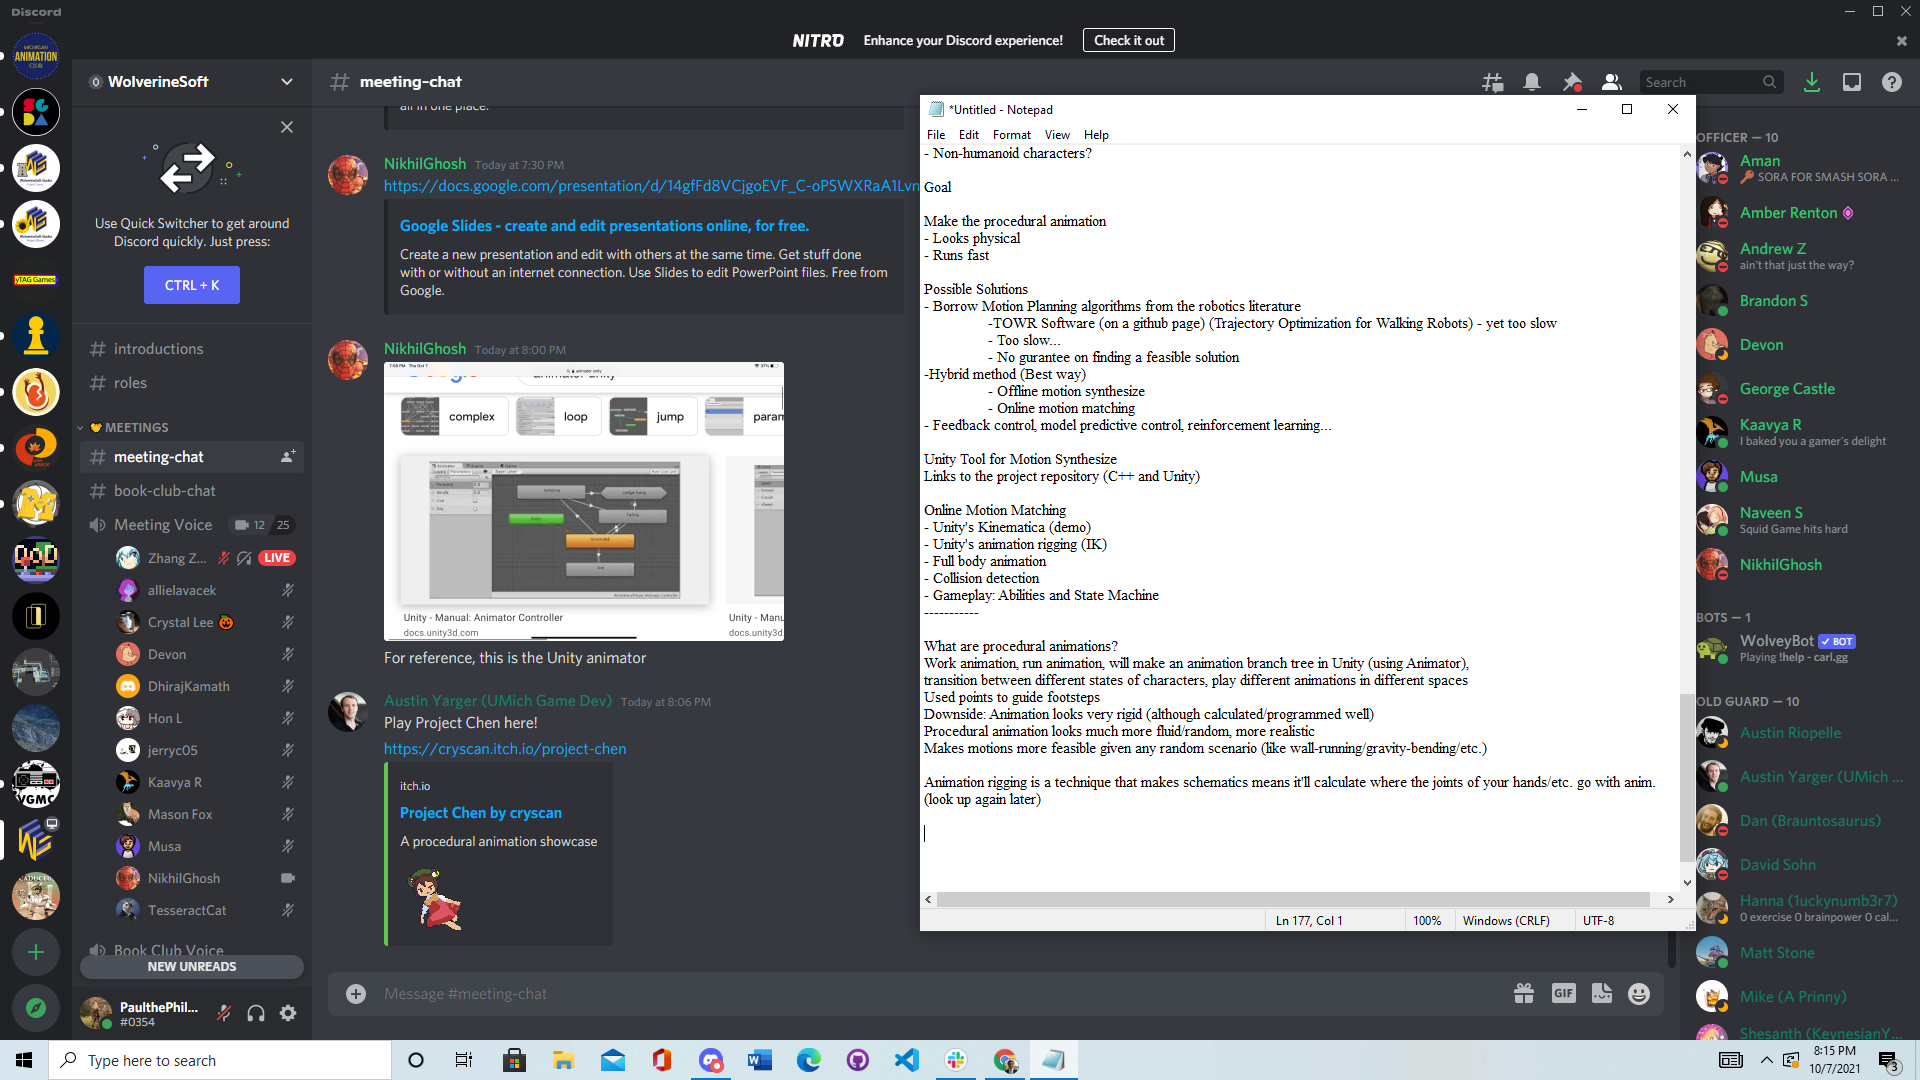 Discord
NITRO Enhance your Discord experience! Check it out
WolverineSoft
Use Quick Switcher to get around
Discord quickly. Just press:
CTRL + K
# introductions
# roles
MEETINGS
# meeting-chat
# book-club-chat
Meeting Voice 12 25
Zhang Z... LIVE
allielavacek
Crystal Lee
Devon
DhirajKamath
Hon L
jerryc05
Kaavya R
Mason Fox
Musa
NikhilGhosh
TesseractCat
Book Club Voice
NEW UNREADS
PaulthePhil...
#0354
# meeting-chat
Search
all in one place.
NikhilGhosh Today at 7:30 PM
https://docs.google.com/presentation/d/14gfFd8VCjgoEVF_C-oPSWXRaA1Lvn
Google Slides - create and edit presentations online, for free.
Create a new presentation and edit with others at the same time. Get stuff done
with or without an internet connection. Use Slides to edit PowerPoint files. Free from
Google.
NikhilGhosh Today at 8:00 PM
complex loop jump param
Unity - Manual: Animator Controller
docs.unity3d.com
Unity - Man
docs.unity3d
For reference, this is the Unity animator
Austin Yarger (UMich Game Dev) Today at 8:06 PM
Play Project Chen here!
https://cryscan.itch.io/project-chen
itch.io
Project Chen by cryscan
A procedural animation showcase
Message #meeting-chat
GIF
*Untitled - Notepad
File Edit Format View Help
- Non-humanoid characters?
Goal
Make the procedural animation
- Looks physical
- Runs fast
Possible Solutions
- Borrow Motion Planning algorithms from the robotics literature
-TOWR Software (on a github page) (Trajectory Optimization for Walking Robots) - yet too slow
- Too slow...
- No gurantee on finding a feasible solution
-Hybrid method (Best way)
- Offline motion synthesize
- Online motion matching
- Feedback control, model predictive control, reinforcement learning...
Unity Tool for Motion Synthesize
Links to the project repository (C++ and Unity)
Online Motion Matching
- Unity's Kinematica (demo)
- Unity's animation rigging (IK)
- Full body animation
- Collision detection
- Gameplay: Abilities and State Machine
-----------
What are procedural animations?
Work animation, run animation, will make an animation branch tree in Unity (using Animator),
transition between different states of characters, play different animations in different spaces
Used points to guide footsteps
Downside: Animation looks very rigid (although calculated/programmed well)
Procedural animation looks much more fluid/random, more realistic
Makes motions more feasible given any random scenario (like wall-running/gravity-bending/etc.)
Animation rigging is a technique that makes schematics means it'll calculate where the joints of your hands/etc. go with anim.
(look up again later)
Ln 177, Col 1 100% Windows (CRLF) UTF-8
OFFICER — 10
Aman
SORA FOR SMASH SORA ...
Amber Renton
Andrew Z
ain't that just the way?
Brandon S
Devon
George Castle
Kaavya R
I baked you a gamer's delight
Musa
Naveen S
Squid Game hits hard
NikhilGhosh
BOTS — 1
WolveyBot BOT
Playing !help - carl.gg
OLD GUARD — 10
Austin Riopelle
Austin Yarger (UMich ...
Dan (Brauntosaurus)
David Sohn
Hanna (1uckynumb3r7)
0 exercise 0 brainpower 0 cal...
Matt Stone
Mike (A Prinny)
Shesanth (KeynesianY...
Type here to search
8:15 PM
10/7/2021
3